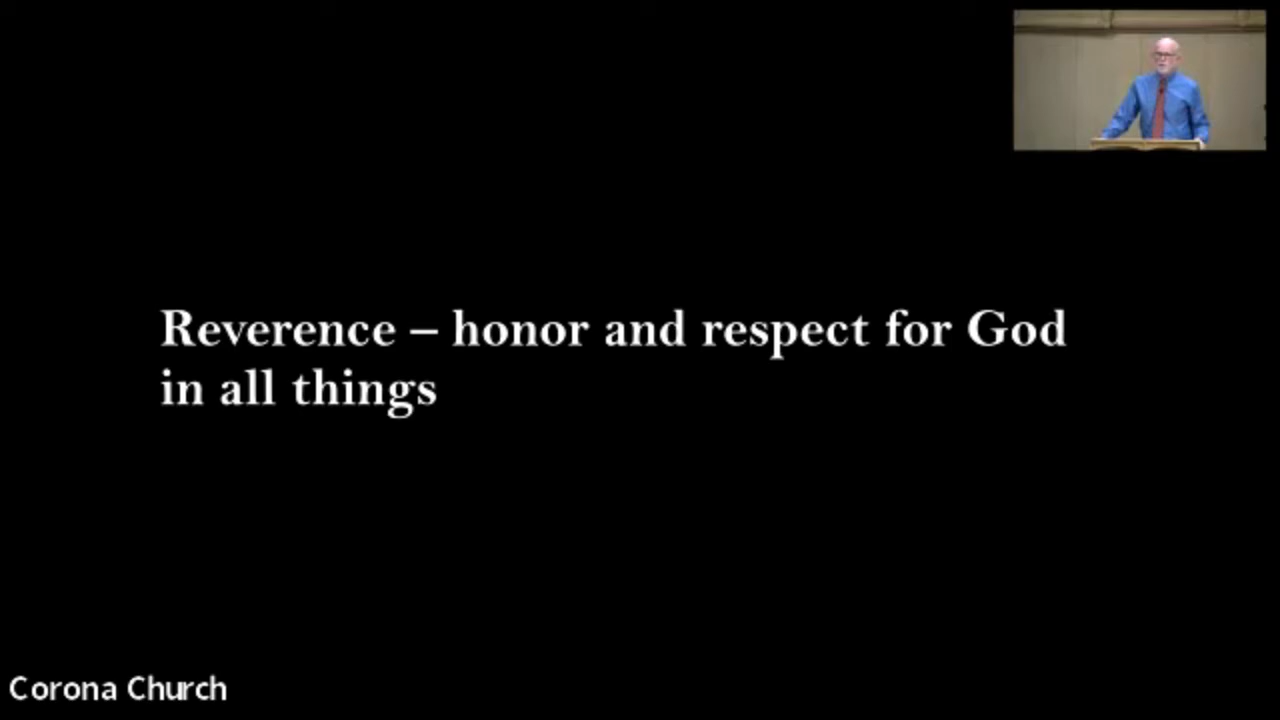 Reverence – honor and respect for God
in all things
Corona Church